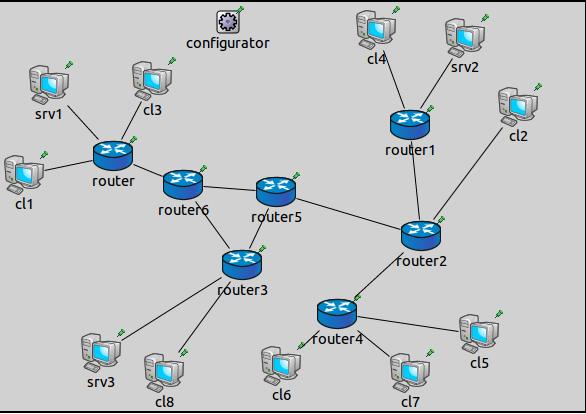 configurator
cl4
srv2
srv1
cl3
cl2
router1
router
cl1
router6
router5
router2
router3
router4
cl5
srv3
cl8
cl6
cl7